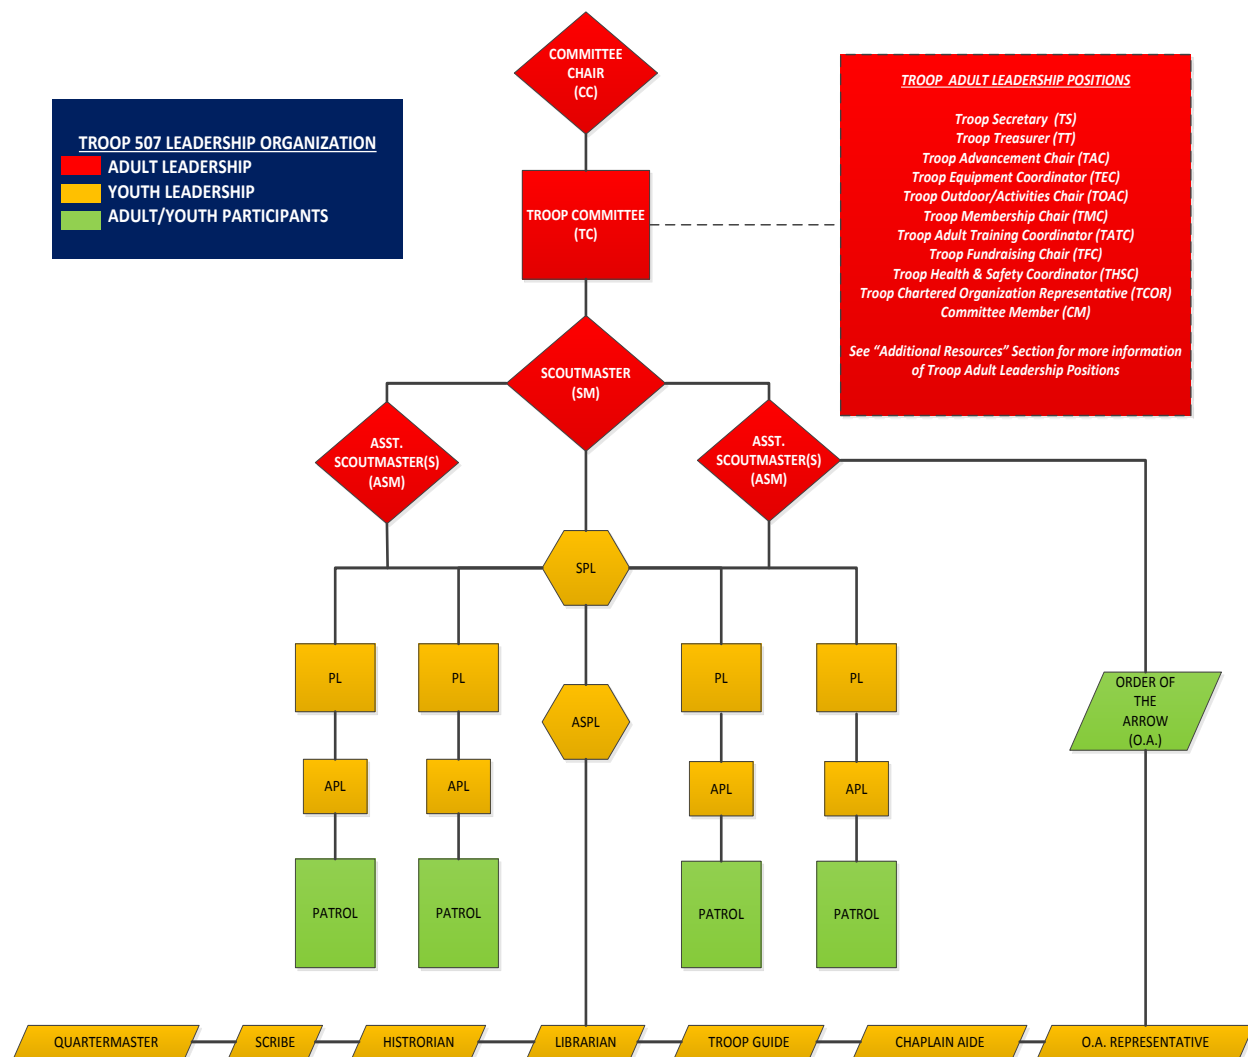 COMMITTEE
CHAIR
(CC)
TROOP 507 LEADERSHIP ORGANIZATION
ADULT LEADERSHIP
YOUTH LEADERSHIP
ADULT/YOUTH PARTICIPANTS
TROOP ADULT LEADERSHIP POSITIONS
Troop Secretary (TS)
Troop Treasurer (TT)
Troop Advancement Chair (TAC)
Troop Equipment Coordinator (TEC)
Troop Outdoor/Activities Chair (TOAC)
Troop Membership Chair (TMC)
Troop Adult Training Coordinator (TATC)
Troop Fundraising Chair (TFC)
Troop Health & Safety Coordinator (THSC)
Troop Chartered Organization Representative (TCOR)
Committee Member (CM)
See “Additional Resources” Section for more information
of Troop Adult Leadership Positions
TROOP COMMITTEE
(TC)
SCOUTMASTER
(SM)
ASST.
SCOUTMASTER(S)
(ASM)
ASST.
SCOUTMASTER(S)
(ASM)
SPL
PL
PL
PL
PL
ASPL
ORDER OF
THE
ARROW
(O.A.)
APL
APL
APL
APL
PATROL
PATROL
PATROL
PATROL
QUARTERMASTER
SCRIBE
HISTRORIAN
LIBRARIAN
TROOP GUIDE
CHAPLAIN AIDE
O.A. REPRESENTATIVE